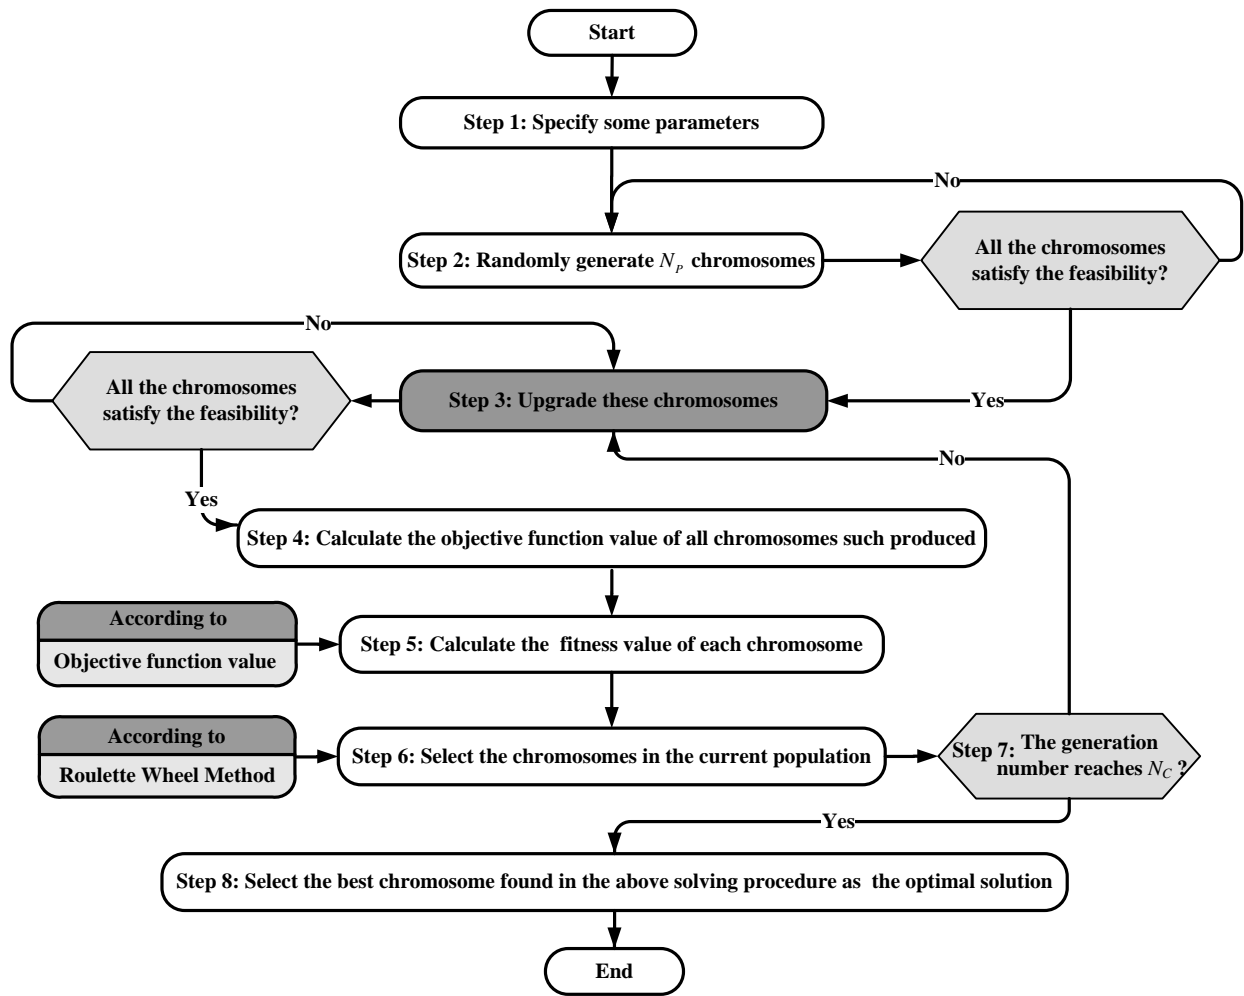 Start
Step 1: Specify some parameters
No
Step 2: Randomly generate N_P chromosomes
All the chromosomes
satisfy the feasibility?
No
All the chromosomes
satisfy the feasibility?
Step 3: Upgrade these chromosomes
Yes
No
Yes
Step 4: Calculate the objective function value of all chromosomes such produced
According to
Objective function value
Step 5: Calculate the fitness value of each chromosome
According to
Roulette Wheel Method
Step 6: Select the chromosomes in the current population
Step 7: The generation
number reaches N_C ?
Yes
Step 8: Select the best chromosome found in the above solving procedure as the optimal solution
End